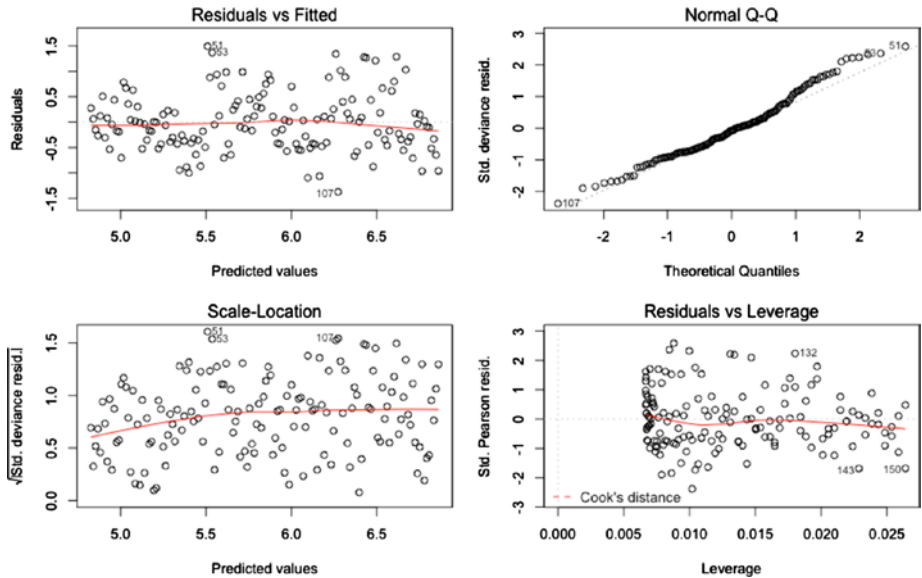 Residuals vs Fitted
Residuals
1.5
0.5
-0.5
-1.5
51
53
107
5.0 5.5 6.0 6.5
Predicted values
Normal Q-Q
Std. deviance resid.
3
2
1
0
-1
-2
53
51
107
-2 -1 0 1 2
Theoretical Quantiles
Scale-Location
√|Std. deviance resid.|
1.5
1.0
0.5
0.0
51
53
107
5.0 5.5 6.0 6.5
Predicted values
Residuals vs Leverage
Std. Pearson resid.
3
2
1
0
-1
-2
-3
132
143
150
Cook's distance
0.000 0.005 0.010 0.015 0.020 0.025
Leverage